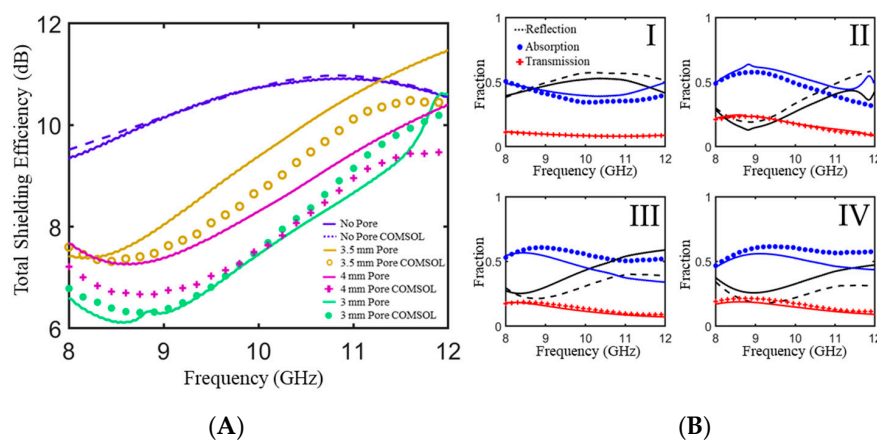 Total Shielding Efficiency (dB)
12
11
10
8
6
8
9
10
11
12
Frequency (GHz)
No Pore
No Pore COMSOL
3.5 mm Pore
3.5 mm Pore COMSOL
4 mm Pore
4 mm Pore COMSOL
3 mm Pore
3 mm Pore COMSOL
(A)
I
Reflection
Absorption
Transmission
Fraction
1
0.5
0
8
9
10
11
12
Frequency (GHz)
II
Fraction
1
0.5
0
8
9
10
11
12
Frequency (GHz)
III
Fraction
1
0.5
0
8
9
10
11
12
Frequency (GHz)
IV
Fraction
1
0.5
0
8
9
10
11
12
Frequency (GHz)
(B)